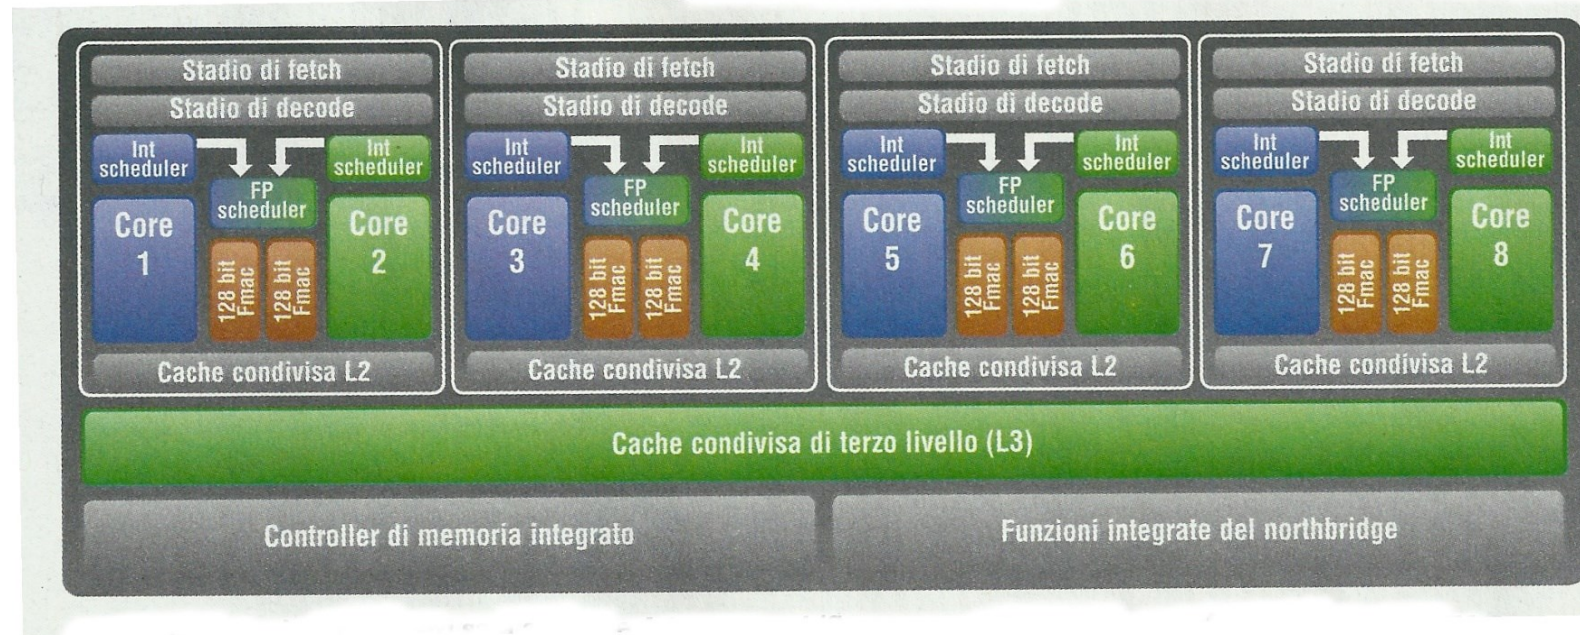 Stadio di fetch
Stadio di decode
Int
scheduler
Int
scheduler
FP
scheduler
Core
1
128 bit
Fmac
128 bit
Fmac
Core
2
Cache condivisa L2
Stadio di fetch
Stadio di decode
Int
scheduler
Int
scheduler
FP
scheduler
Core
3
128 bit
Fmac
128 bit
Fmac
Core
4
Cache condivisa L2
Stadio di fetch
Stadio di decode
Int
scheduler
Int
scheduler
FP
scheduler
Core
5
128 bit
Fmac
128 bit
Fmac
Core
6
Cache condivisa L2
Stadio di fetch
Stadio di decode
Int
scheduler
Int
scheduler
FP
scheduler
Core
7
128 bit
Fmac
128 bit
Fmac
Core
8
Cache condivisa L2
Cache condivisa di terzo livello (L3)
Controller di memoria integrato
Funzioni integrate del northbridge